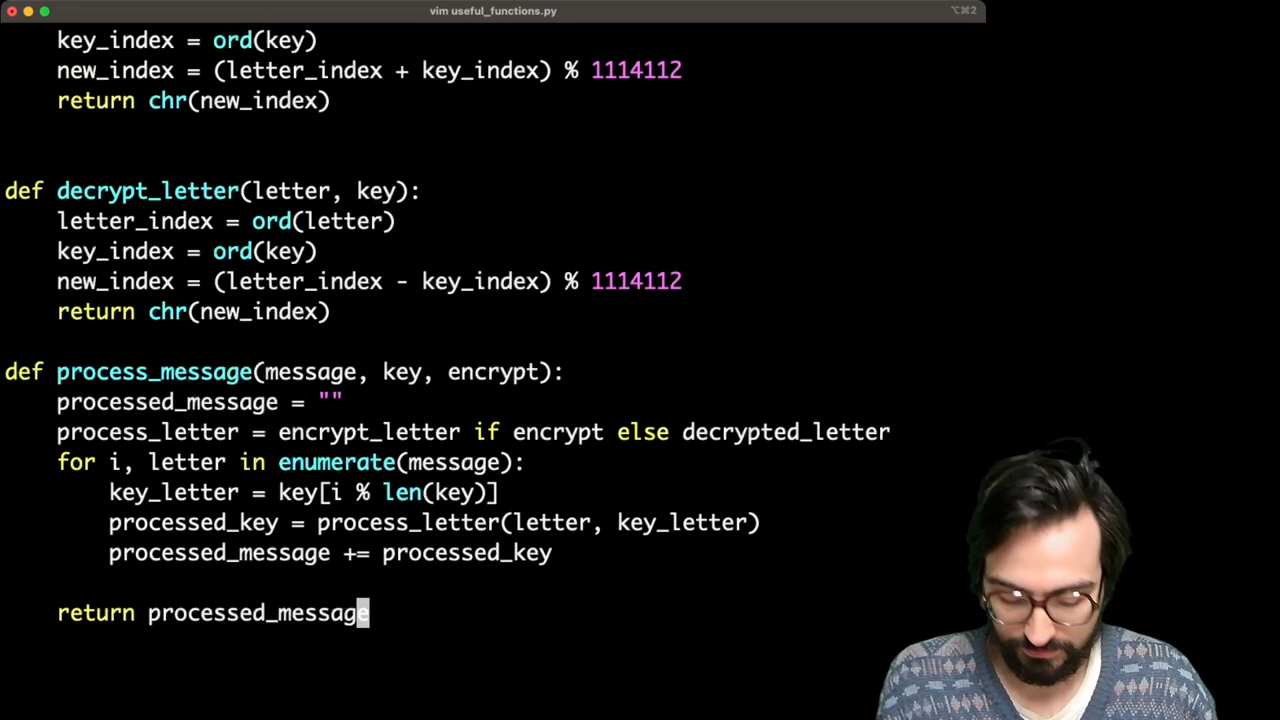 vim useful_functions.py
⌥⌘2
    key_index = ord(key)
    new_index = (letter_index + key_index) % 1114112
    return chr(new_index)
def decrypt_letter(letter, key):
    letter_index = ord(letter)
    key_index = ord(key)
    new_index = (letter_index - key_index) % 1114112
    return chr(new_index)
def process_message(message, key, encrypt):
    processed_message = ""
    process_letter = encrypt_letter if encrypt else decrypted_letter
    for i, letter in enumerate(message):
        key_letter = key[i % len(key)]
        processed_key = process_letter(letter, key_letter)
        processed_message += processed_key
    return processed_message